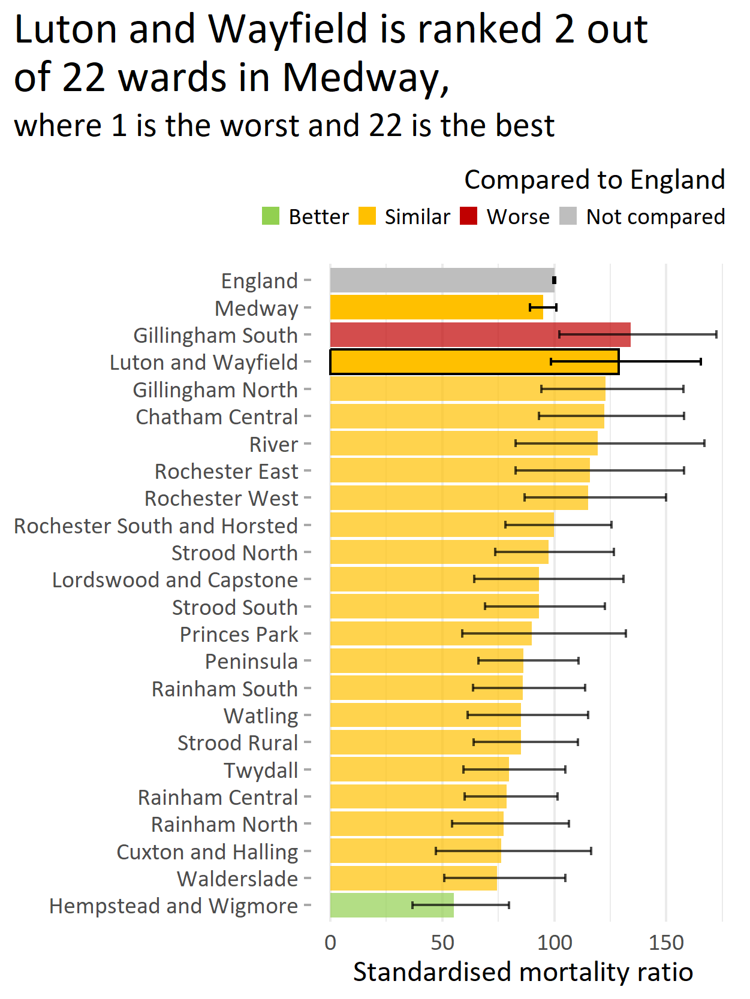 Luton and Wayfield is ranked 2 out
of 22 wards in Medway,
where 1 is the worst and 22 is the best
Compared to England
Better Similar Worse Not compared
England
Medway
Gillingham South
Luton and Wayfield
Gillingham North
Chatham Central
River
Rochester East
Rochester West
Rochester South and Horsted
Strood North
Lordswood and Capstone
Strood South
Princes Park
Peninsula
Rainham South
Watling
Strood Rural
Twydall
Rainham Central
Rainham North
Cuxton and Halling
Walderslade
Hempstead and Wigmore
0 50 100 150
Standardised mortality ratio